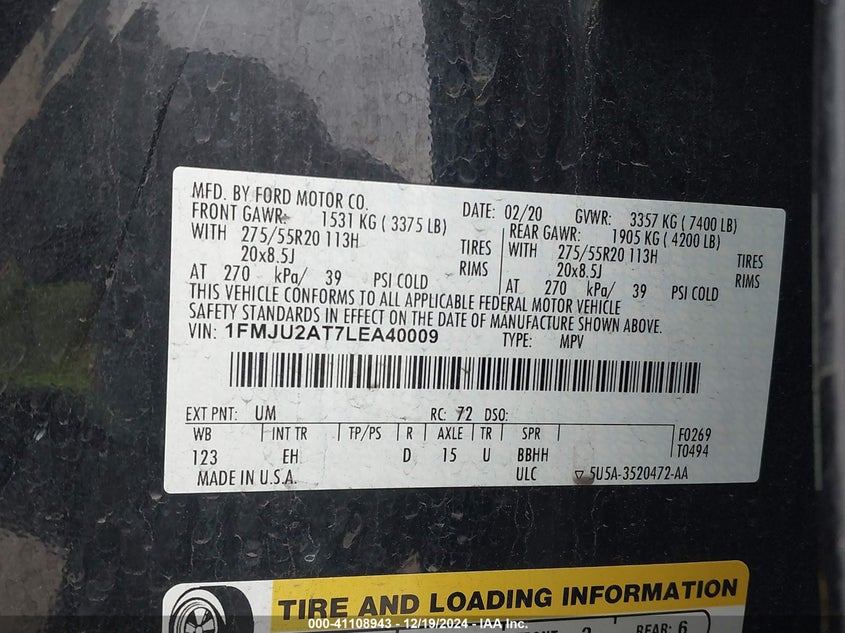 MFD. BY FORD MOTOR CO.
DATE: 02/20 GVWR: 3357 KG ( 7400 LB)
FRONT GAWR: 1531 KG ( 3375 LB)
WITH 275/55R20 113H TIRES
20x8.5J RIMS
AT 270 kPa/ 39 PSI COLD
REAR GAWR: 1905 KG ( 4200 LB)
WITH 275/55R20 113H TIRES
20x8.5J RIMS
AT 270 kPa/ 39 PSI COLD
THIS VEHICLE CONFORMS TO ALL APPLICABLE FEDERAL MOTOR VEHICLE
SAFETY STANDARDS IN EFFECT ON THE DATE OF MANUFACTURE SHOWN ABOVE.
VIN: 1FMJU2AT7LEA40009 TYPE: MPV
EXT PNT: UM RC: 72 DSO:
WB INT TR TP/PS R AXLE TR SPR F0269
123 EH D 15 U BBHH T0494
MADE IN U.S.A. ULC 5U5A-3520472-AA
TIRE AND LOADING INFORMATION
REAR: 6
000-41108943 - 12/19/2024 - IAA Inc.